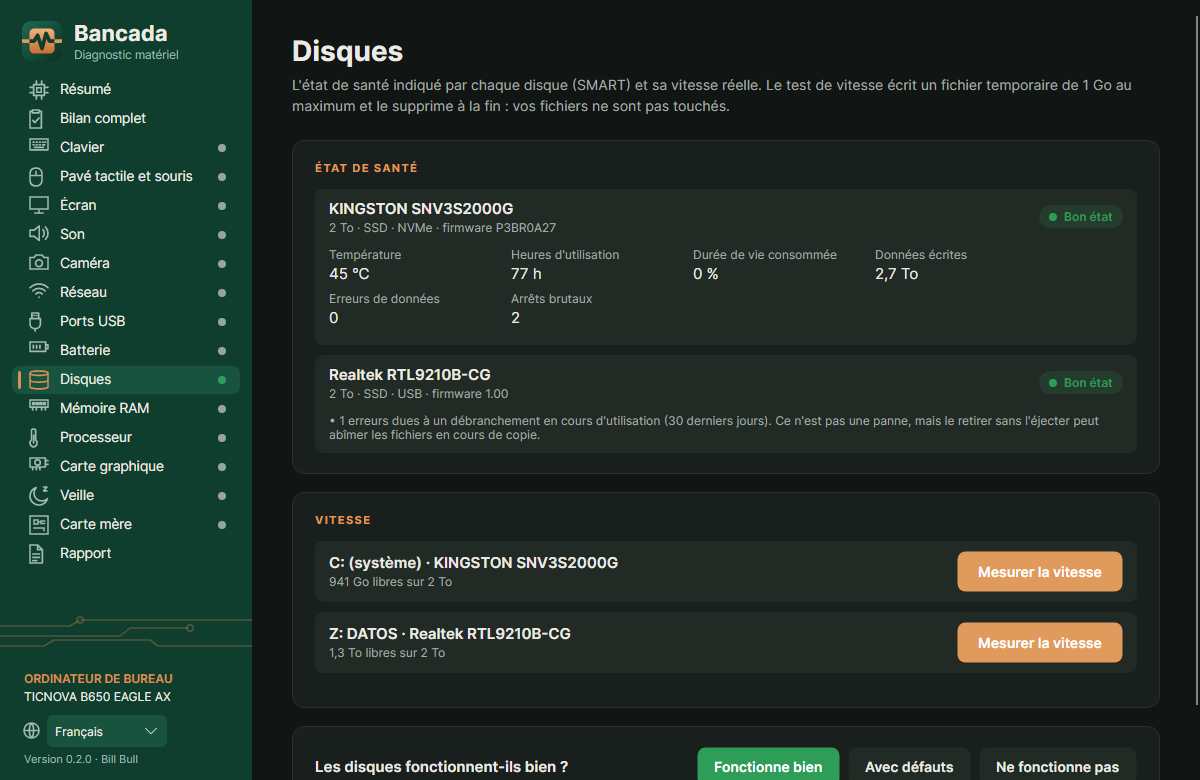 Bancada
Diagnostic matériel
Résumé
Bilan complet
Clavier
Pavé tactile et souris
Écran
Son
Caméra
Réseau
Ports USB
Batterie
Disques
Mémoire RAM
Processeur
Carte graphique
Veille
Carte mère
Rapport
ORDINATEUR DE BUREAU
TICNOVA B650 EAGLE AX
Français
Version 0.2.0 · Bill Bull
Disques
L'état de santé indiqué par chaque disque (SMART) et sa vitesse réelle. Le test de vitesse écrit un fichier temporaire de 1 Go au
maximum et le supprime à la fin : vos fichiers ne sont pas touchés.
ÉTAT DE SANTÉ
KINGSTON SNV3S2000G
Bon état
2 To · SSD · NVMe · firmware P3BR0A27
Température
Heures d'utilisation
Durée de vie consommée
Données écrites
45 °C
77 h
0 %
2,7 To
Erreurs de données
Arrêts brutaux
0
2
Realtek RTL9210B-CG
Bon état
2 To · SSD · USB · firmware 1.00
• 1 erreurs dues à un débranchement en cours d'utilisation (30 derniers jours). Ce n'est pas une panne, mais le retirer sans l'éjecter peut
abîmer les fichiers en cours de copie.
VITESSE
C: (système) · KINGSTON SNV3S2000G
941 Go libres sur 2 To
Mesurer la vitesse
Z: DATOS · Realtek RTL9210B-CG
1,3 To libres sur 2 To
Mesurer la vitesse
Les disques fonctionnent-ils bien ?
Fonctionne bien
Avec défauts
Ne fonctionne pas